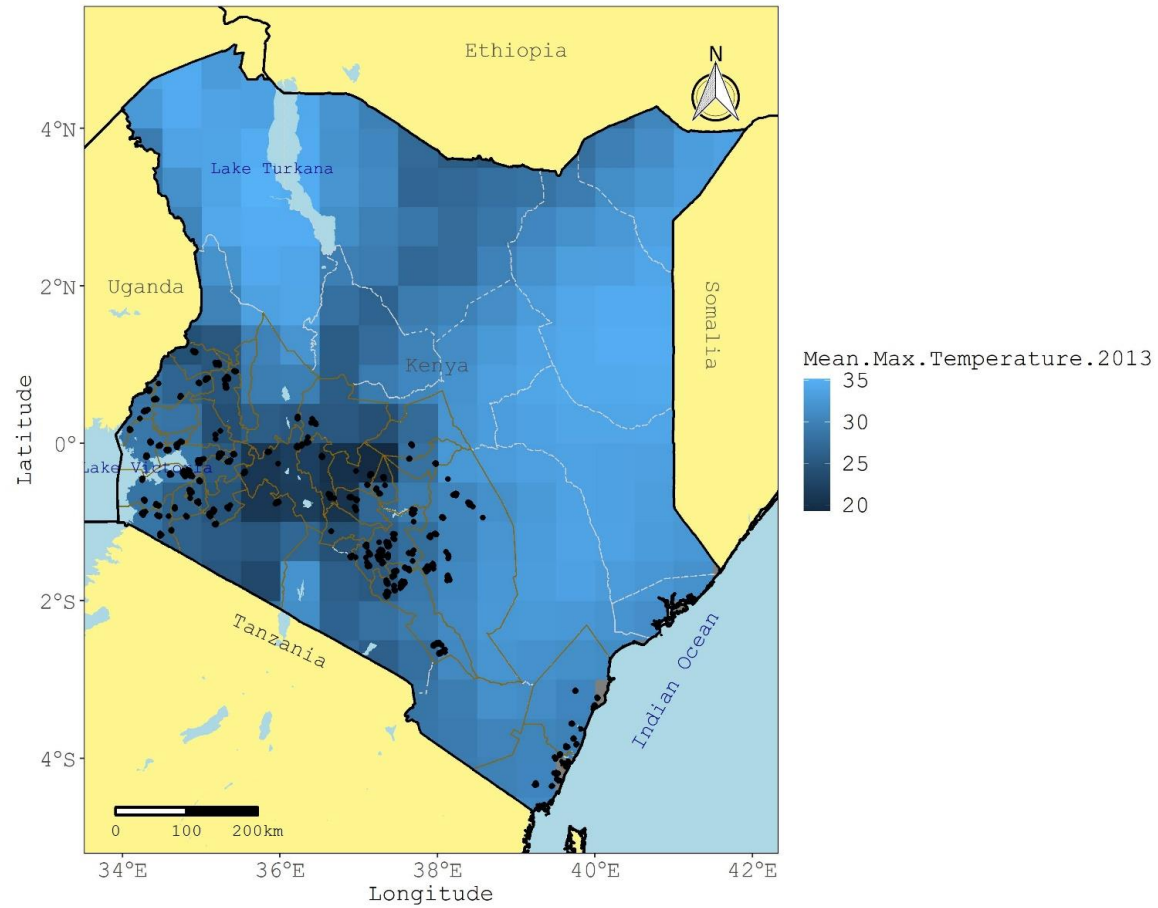 Ethiopia
N
4°N
Lake Turkana
2°N
Uganda
Somalia
Kenya
Mean.Max.Temperature.2013
35
30
25
20
Latitude
0°
Lake Victoria
2°S
Tanzania
Indian Ocean
4°S
0 100 200km
34°E 36°E 38°E 40°E 42°E
Longitude